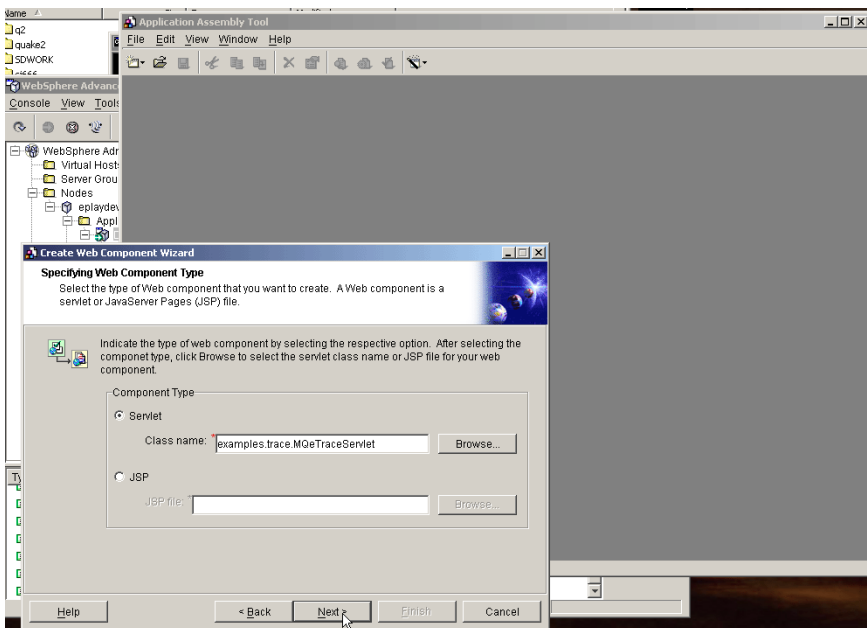 Name
q2
quake2
SDWORK
Application Assembly Tool
File Edit View Window Help
WebSphere Advanc
Console View Tools
WebSphere Adr
Virtual Host
Server Grou
Nodes
eplaydev
Appl
Create Web Component Wizard
Specifying Web Component Type
Select the type of Web component that you want to create. A Web component is a
servlet or JavaServer Pages (JSP) file.
Indicate the type of web component by selecting the respective option. After selecting the
componet type, click Browse to select the servlet class name or JSP file for your web
component.
Component Type
Servlet
Class name: *examples.trace.MQeTraceServlet Browse...
JSP
JSP file: * Browse...
Help < Back Next > Finish Cancel